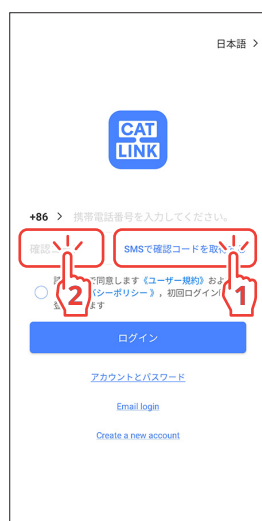 日本語 >
CAT
LINK
+86 > 携帯電話番号を入力してください。
確認 SMSで確認コードを取得
で同意します《ユーザー規約》およ
シーポリシー》，初回ログイン
ます
2
1
ログイン
アカウントとパスワード
Email login
Create a new account